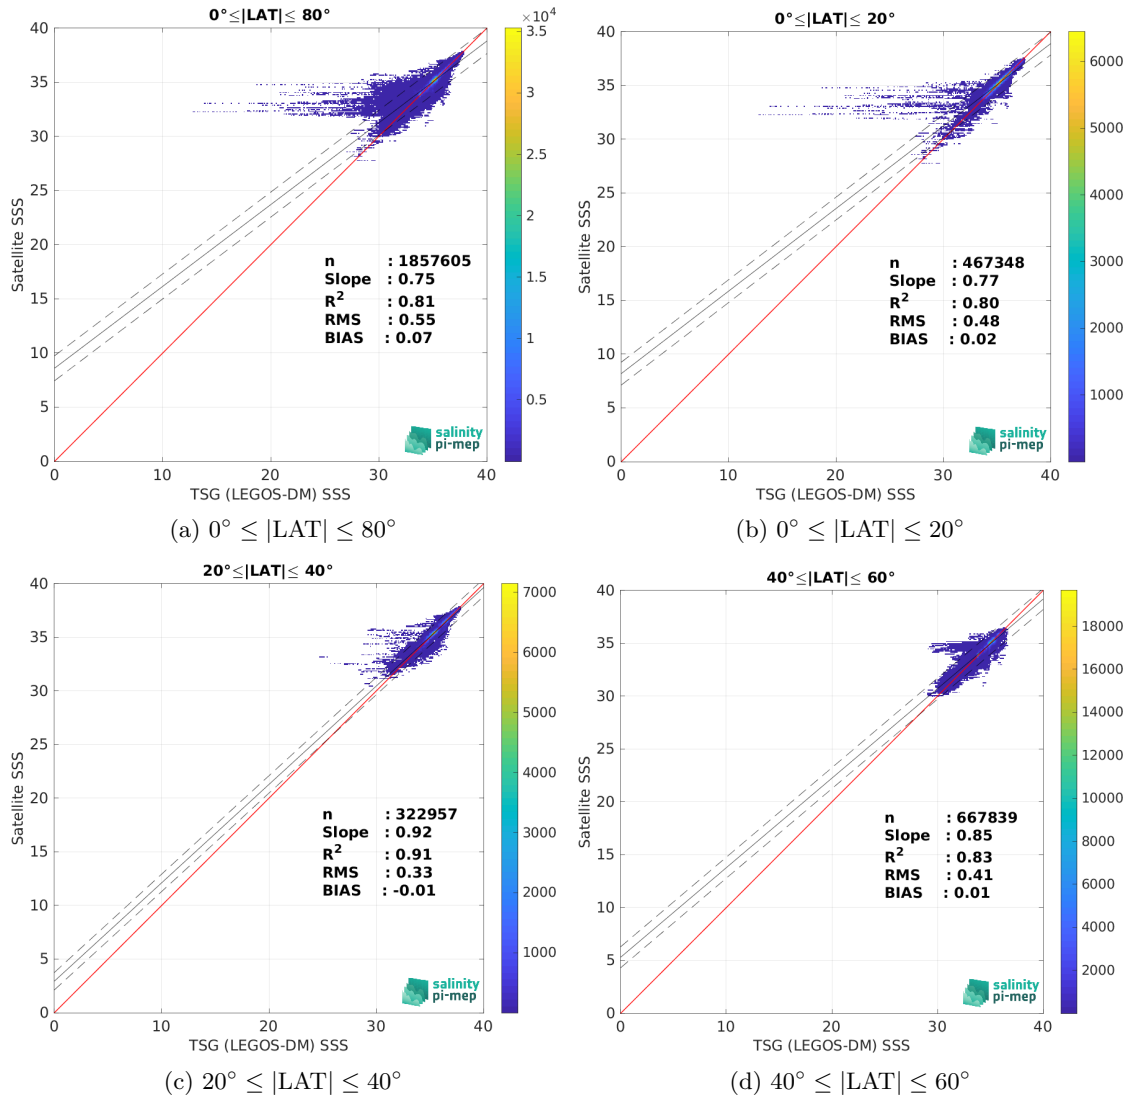 0°≤|LAT|≤ 80°
×10⁴
40
35
30
25
20
15
10
5
0
Satellite SSS
n : 1857605
Slope : 0.75
R² : 0.81
RMS : 0.55
BIAS : 0.07
salinity
pi-mep
0 10 20 30 40
TSG (LEGOS-DM) SSS
3.5
3
2.5
2
1.5
1
0.5
(a) 0° ≤ |LAT| ≤ 80°
0°≤|LAT|≤ 20°
40
35
30
25
20
15
10
5
0
Satellite SSS
n : 467348
Slope : 0.77
R² : 0.80
RMS : 0.48
BIAS : 0.02
salinity
pi-mep
0 10 20 30 40
TSG (LEGOS-DM) SSS
6000
5000
4000
3000
2000
1000
(b) 0° ≤ |LAT| ≤ 20°
20°≤|LAT|≤ 40°
40
35
30
25
20
15
10
5
0
Satellite SSS
n : 322957
Slope : 0.92
R² : 0.91
RMS : 0.33
BIAS : -0.01
salinity
pi-mep
0 10 20 30 40
TSG (LEGOS-DM) SSS
7000
6000
5000
4000
3000
2000
1000
(c) 20° ≤ |LAT| ≤ 40°
40°≤|LAT|≤ 60°
40
35
30
25
20
15
10
5
0
Satellite SSS
n : 667839
Slope : 0.85
R² : 0.83
RMS : 0.41
BIAS : 0.01
salinity
pi-mep
0 10 20 30 40
TSG (LEGOS-DM) SSS
18000
16000
14000
12000
10000
8000
6000
4000
2000
(d) 40° ≤ |LAT| ≤ 60°